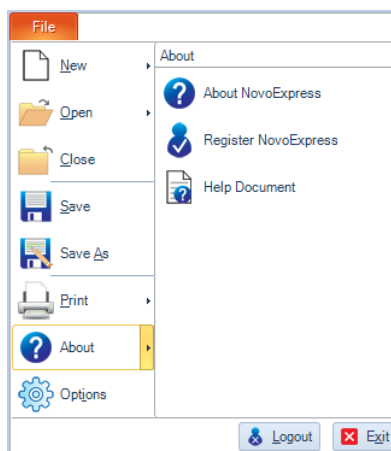 File
New
Open
Close
Save
Save As
Print
About
Options
About
About NovoExpress
Register NovoExpress
Help Document
Logout
Exit